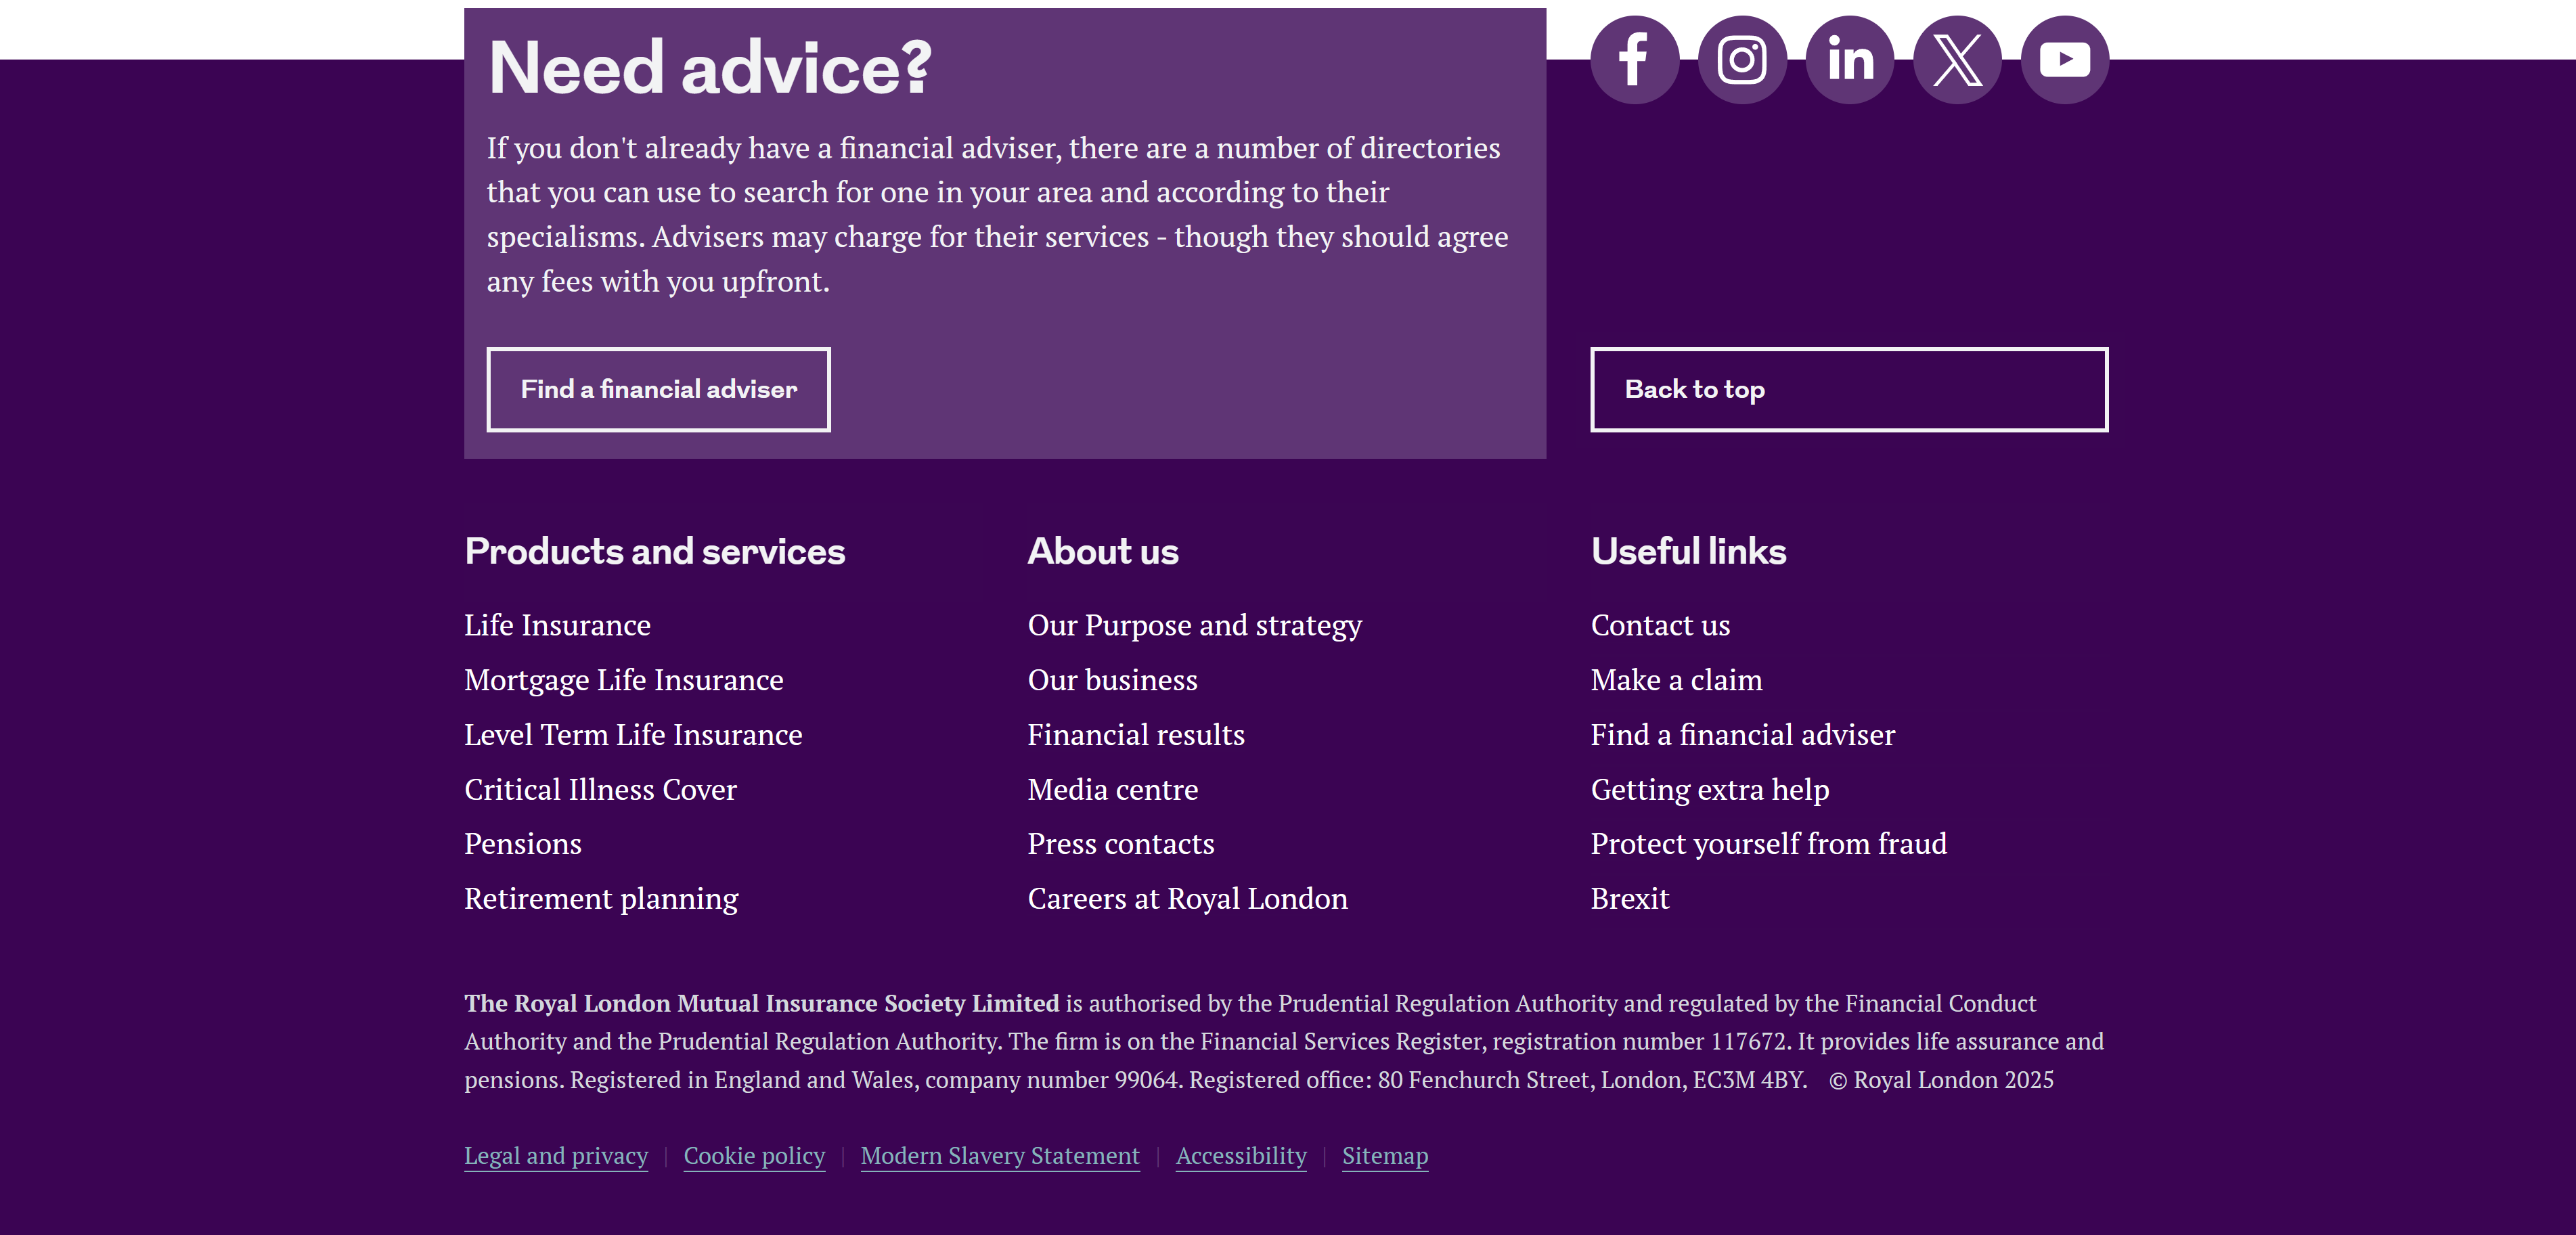 Need advice?
If you don't already have a financial adviser, there are a number of directories
that you can use to search for one in your area and according to their
specialisms. Advisers may charge for their services - though they should agree
any fees with you upfront.
Find a financial adviser
Back to top
Products and services
Life Insurance
Mortgage Life Insurance
Level Term Life Insurance
Critical Illness Cover
Pensions
Retirement planning
About us
Our Purpose and strategy
Our business
Financial results
Media centre
Press contacts
Careers at Royal London
Useful links
Contact us
Make a claim
Find a financial adviser
Getting extra help
Protect yourself from fraud
Brexit
The Royal London Mutual Insurance Society Limited is authorised by the Prudential Regulation Authority and regulated by the Financial Conduct
Authority and the Prudential Regulation Authority. The firm is on the Financial Services Register, registration number 117672. It provides life assurance and
pensions. Registered in England and Wales, company number 99064. Registered office: 80 Fenchurch Street, London, EC3M 4BY. © Royal London 2025
Legal and privacy | Cookie policy | Modern Slavery Statement | Accessibility | Sitemap